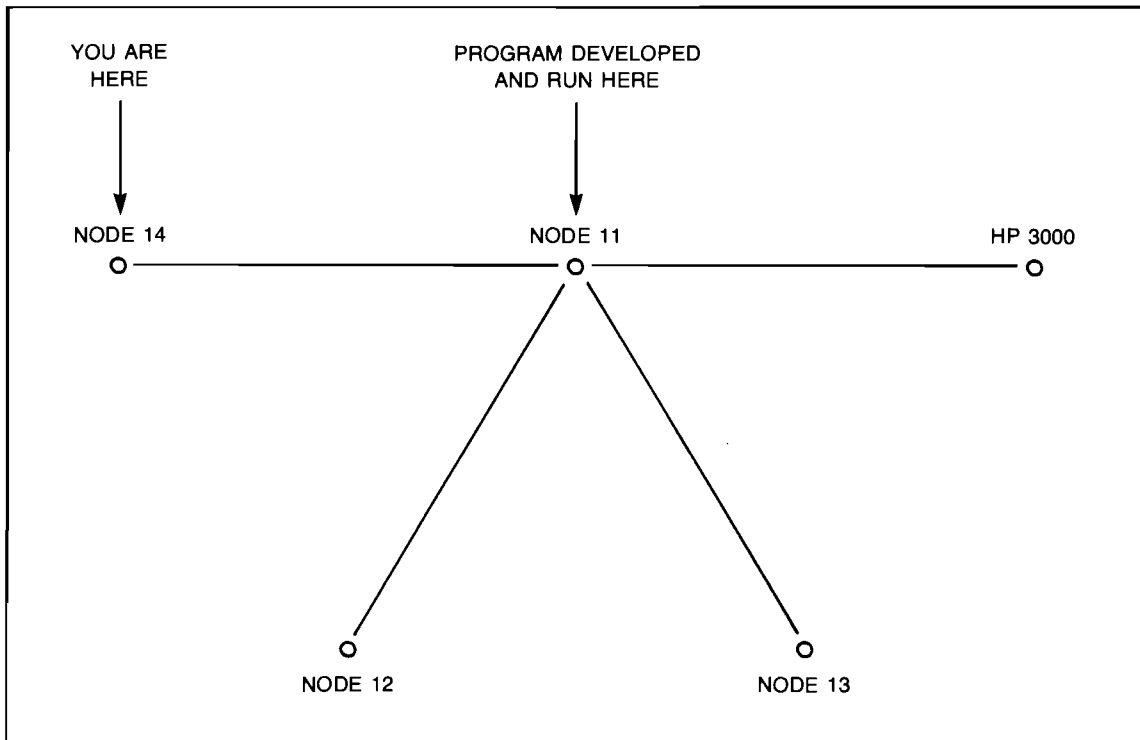 YOU ARE
HERE
PROGRAM DEVELOPED
AND RUN HERE
NODE 14
NODE 11
HP 3000
NODE 12
NODE 13